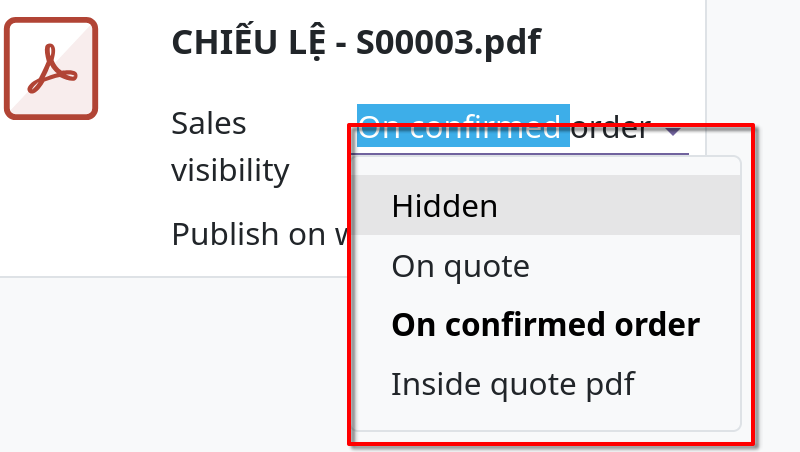 CHIẾU LỆ - S00003.pdf
Sales visibility
On confirmed order
Publish on
Hidden
On quote
On confirmed order
Inside quote pdf